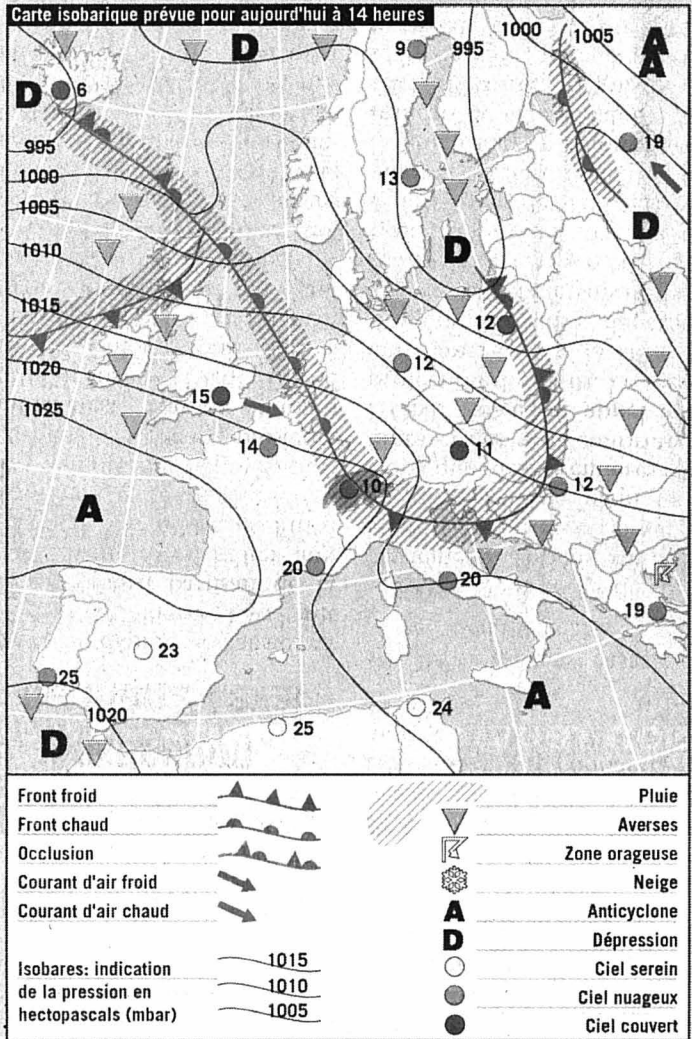 Carte isobarique prévue pour aujourd'hui à 14 heures
1000 1005
A
A
D
9 995
D
6
19
995
1000
13
D
1005
D
1010
1015
12
1020
12
1025
15
14
11
10
12
A
20
20
19
23
25
24
A
1020
25
D
Front froid
Front chaud
Occlusion
Courant d'air froid
Courant d'air chaud
Isobares: indication
de la pression en
hectopascals (mbar)
1015
1010
1005
Pluie
Averses
Zone orageuse
Neige
A Anticyclone
D Dépression
Ciel serein
Ciel nuageux
Ciel couvert